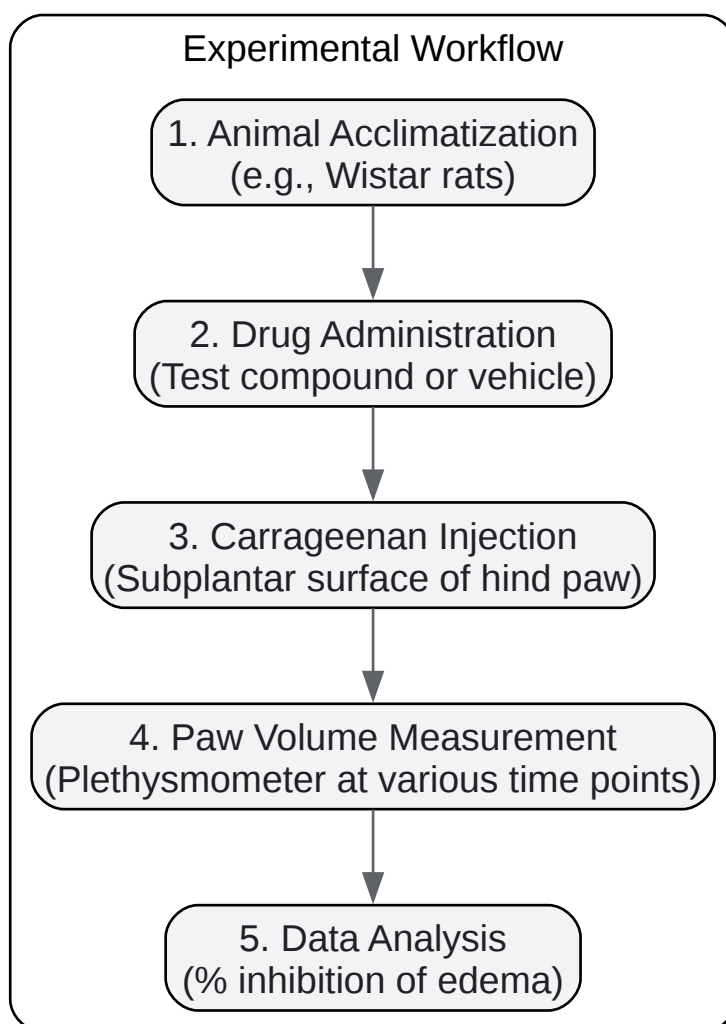 Experimental Workflow
1. Animal Acclimatization
(e.g., Wistar rats)
2. Drug Administration
(Test compound or vehicle)
3. Carrageenan Injection
(Subplantar surface of hind paw)
4. Paw Volume Measurement
(Plethysmometer at various time points)
5. Data Analysis
(% inhibition of edema)